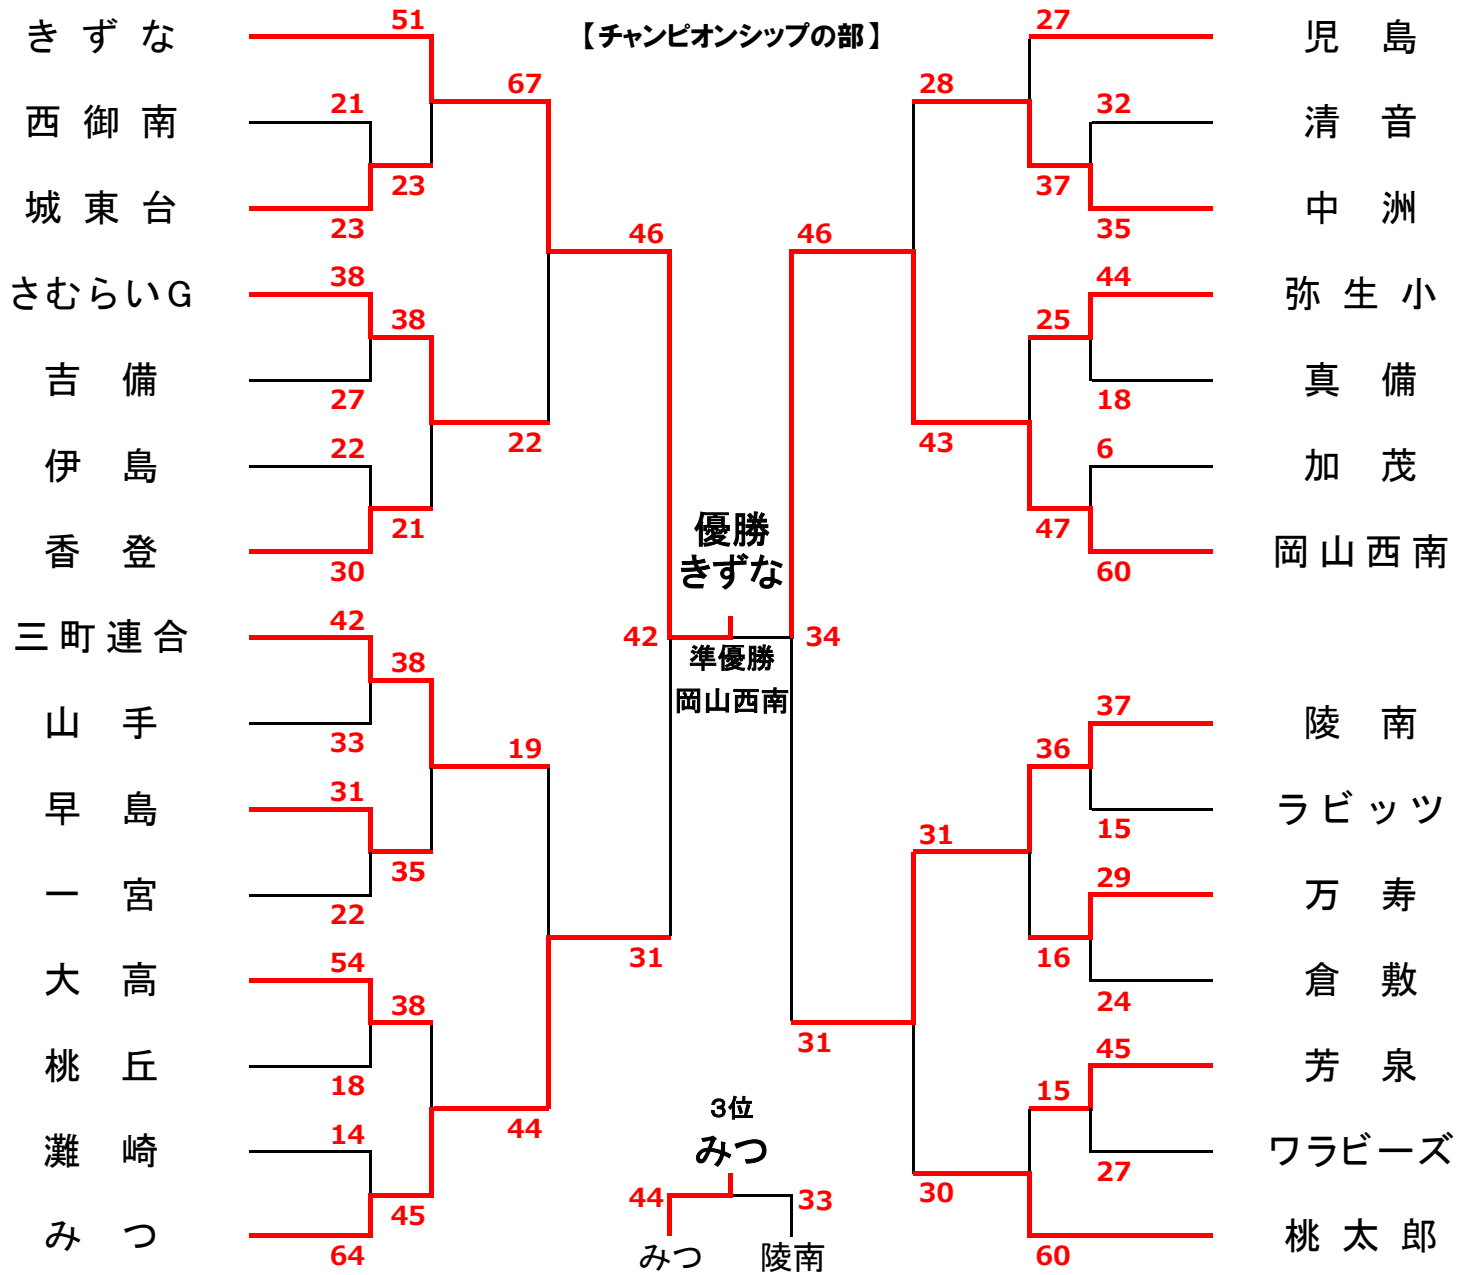 【チャンピオンシップの部】
きずな
51
27
児島
67
28
西御南
21
32
清音
23
37
城東台
23
35
中洲
46
46
さむらいG
38
44
弥生小
38
25
吉備
27
18
真備
22
43
伊島
22
6
加茂
21
47
香登
30
60
岡山西南
優勝
きずな
三町連合
42
42
34
38
準優勝
岡山西南
山手
33
37
陵南
19
36
早島
31
15
ラビッツ
35
31
一宮
22
29
万寿
31
16
大高
54
24
倉敷
38
31
桃丘
18
45
芳泉
44
15
3位
みつ
灘崎
14
27
ワラビーズ
45
44
33
30
みつ
64
60
桃太郎
みつ
陵南